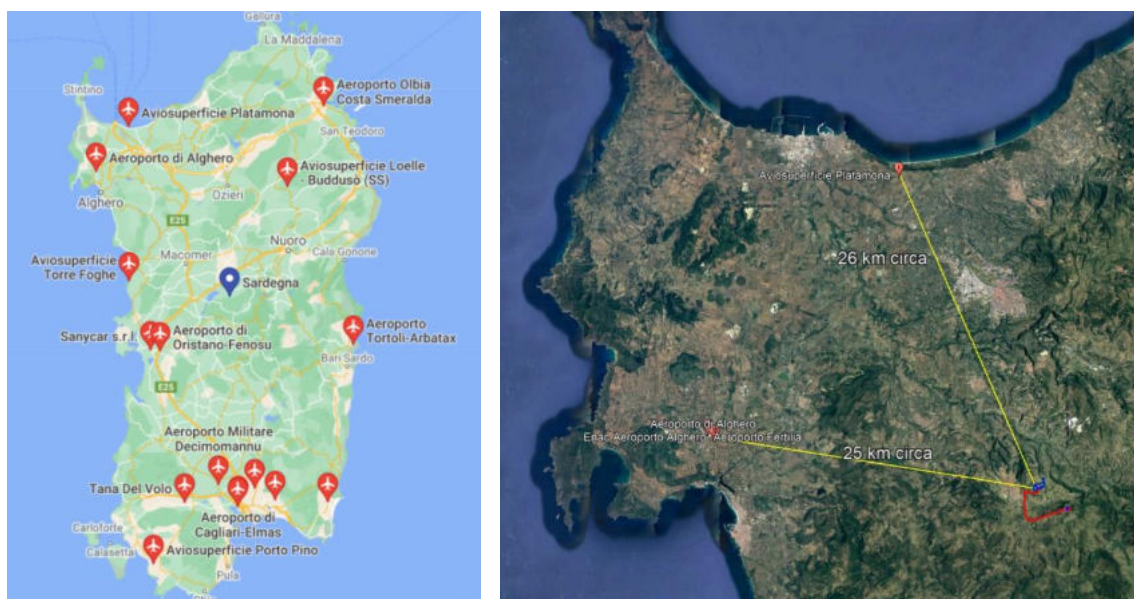 Gallura
La Maddalena
Stintino
Aeroporto Olbia
Costa Smeralda
Aviosuperficie Platamona
San Teodoro
Aeroporto di Alghero
Aviosuperficie Loelle
- Buddusò (SS)
Alghero
Ozieri
E25
Nuoro
Cala Gonone
Macomer
Aviosuperficie
Torre Foghe
Sardegna
Sanycar s.r.l.
Aeroporto di
Oristano-Fenosu
Aeroporto
Tortolì-Arbatax
Bari Sardo
E25
Aeroporto Militare
Decimomannu
Tana Del Volo
Aeroporto di
Cagliari-Elmas
Carloforte
Calasetta
Aviosuperficie Porto Pino
Pula
Aviosuperficie Platamona
26 km circa
Aeroporto di Alghero
Enac Aeroporto Alghero
Aeroporto Fertilia
25 km circa